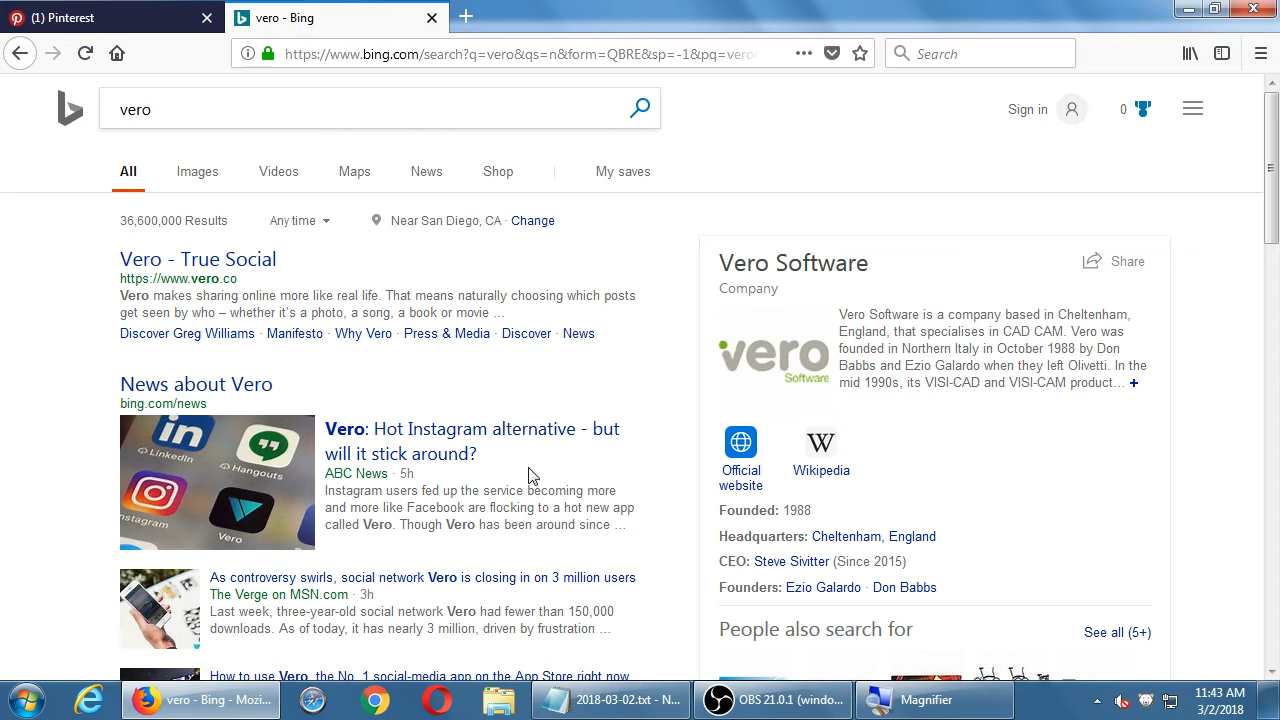 (1) Pinterest
vero - Bing
https://www.bing.com/search?q=vero&qs=n&form=QBRE&sp=-1&pq=vero
Search
vero
Sign in
0
All
Images
Videos
Maps
News
Shop
My saves
36,600,000 Results
Any time
Near San Diego, CA · Change
Vero - True Social
https://www.vero.co
Vero makes sharing online more like real life. That means naturally choosing which posts
get seen by who – whether it's a photo, a song, a book or movie ...
Discover Greg Williams · Manifesto · Why Vero · Press & Media · Discover · News
News about Vero
bing.com/news
LinkedIn
Hangouts
Instagram
Vero
Vero: Hot Instagram alternative - but
will it stick around?
ABC News · 5h
Instagram users fed up the service becoming more
and more like Facebook are flocking to a hot new app
called Vero. Though Vero has been around since ...
As controversy swirls, social network Vero is closing in on 3 million users
The Verge on MSN.com · 3h
Last week, three-year-old social network Vero had fewer than 150,000
downloads. As of today, it has nearly 3 million, driven by frustration ...
How to use Vero, the No. 1 social-media app on the App Store right now
Vero Software
Share
Company
vero
Software
Vero Software is a company based in Cheltenham,
England, that specialises in CAD CAM. Vero was
founded in Northern Italy in October 1988 by Don
Babbs and Ezio Galardo when they left Olivetti. In the
mid 1990s, its VISI-CAD and VISI-CAM product... +
Official
website
W
Wikipedia
Founded: 1988
Headquarters: Cheltenham, England
CEO: Steve Sivitter (Since 2015)
Founders: Ezio Galardo · Don Babbs
People also search for
See all (5+)
vero - Bing - Mozi...
2018-03-02.txt - N...
OBS 21.0.1 (windo...
Magnifier
11:43 AM
3/2/2018